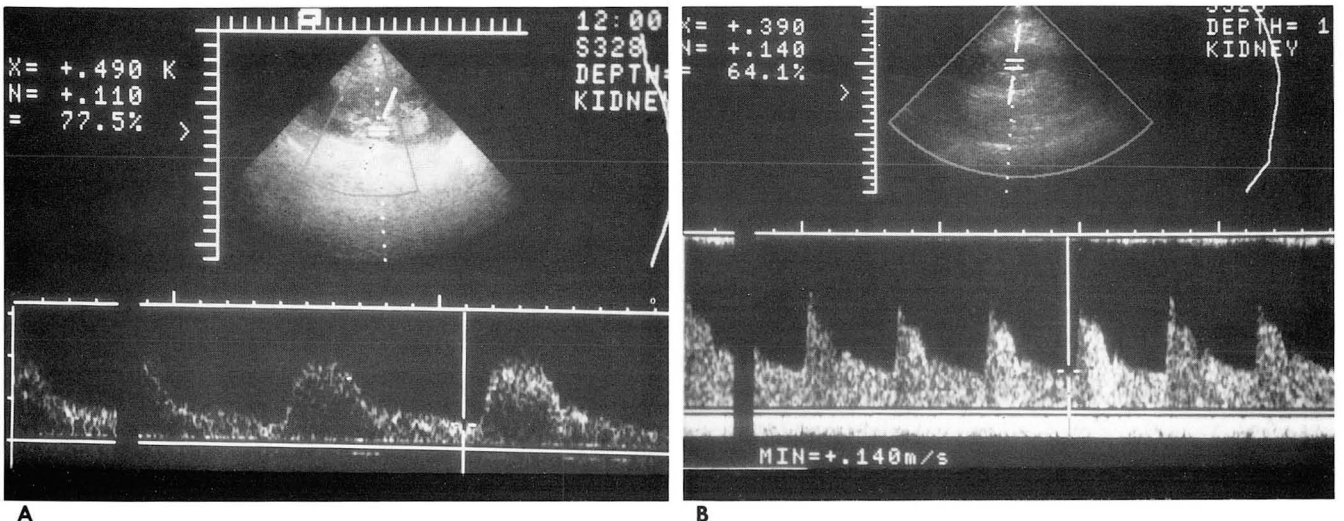 12:00
S328
DEPTH=
KIDNEY
X= +.490 K
N= +.110
= 77.5%
A
X= +.390
N= +.140
= 64.1%
DEPTH= 1
KIDNEY
MIN=+.140m/s
B